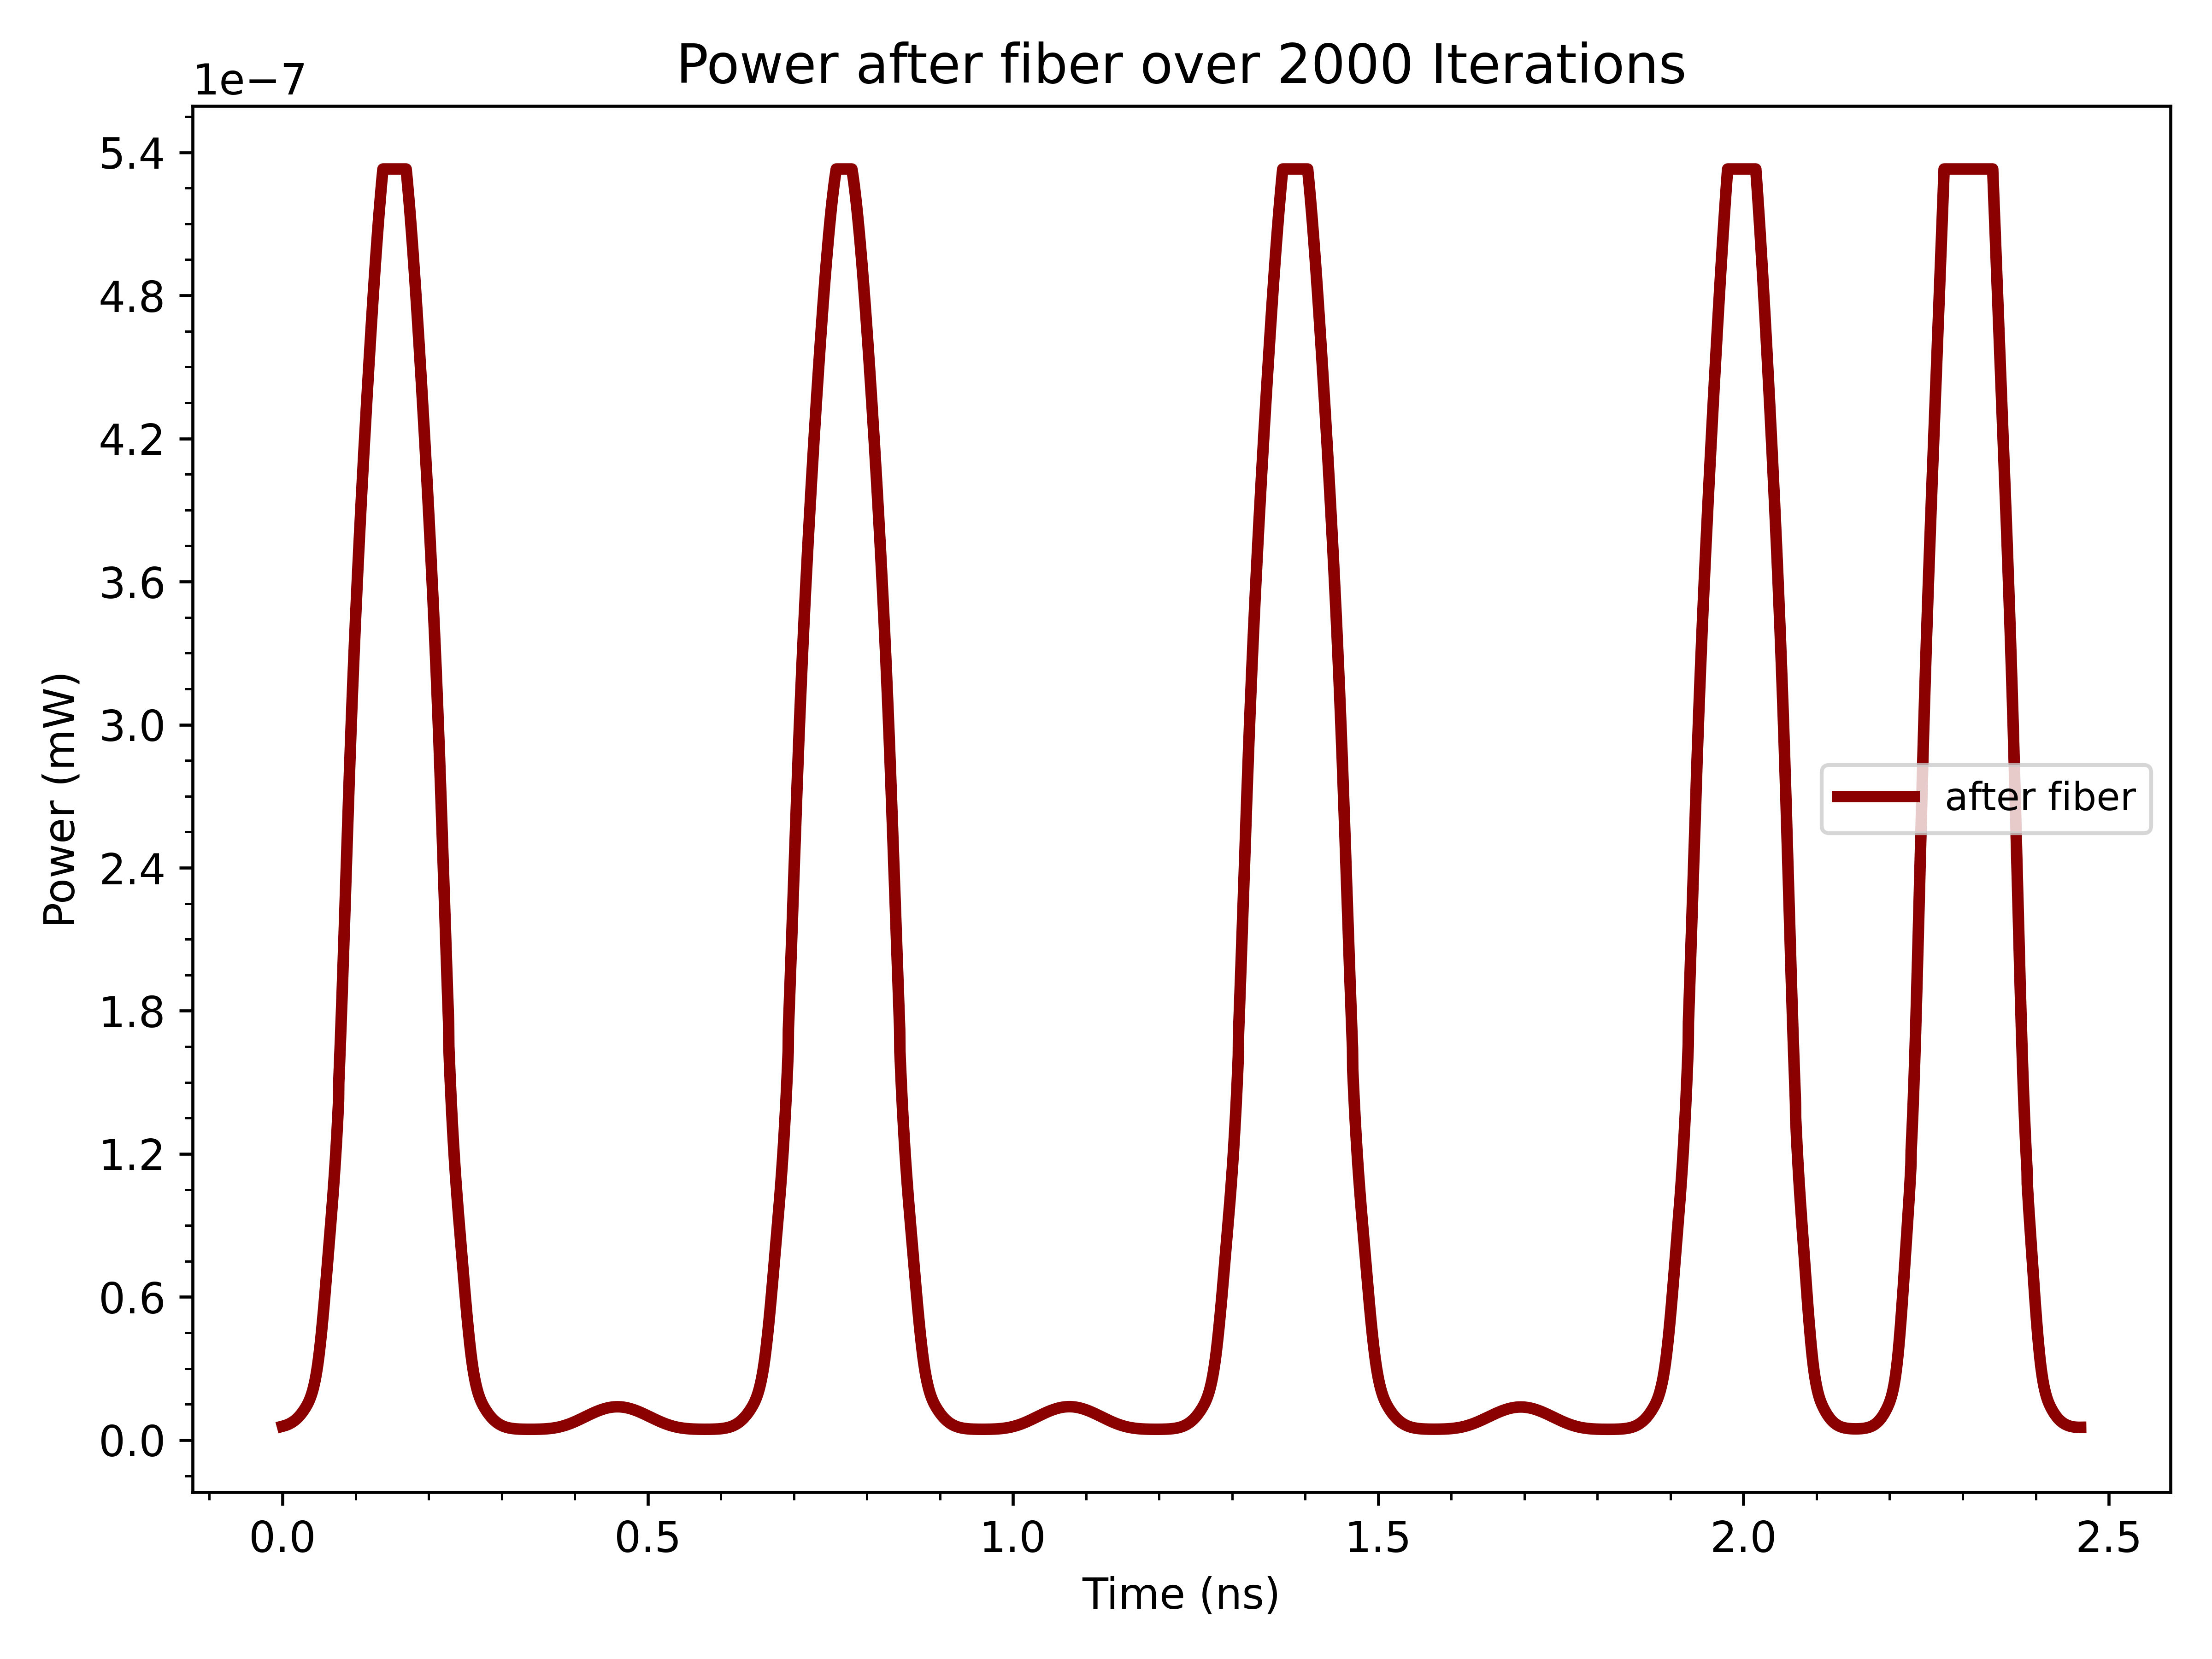 Power after fiber over 2000 Iterations
1e−7
5.4
4.8
4.2
3.6
3.0
2.4
1.8
1.2
0.6
0.0
Power (mW)
after fiber
0.0 0.5 1.0 1.5 2.0 2.5
Time (ns)